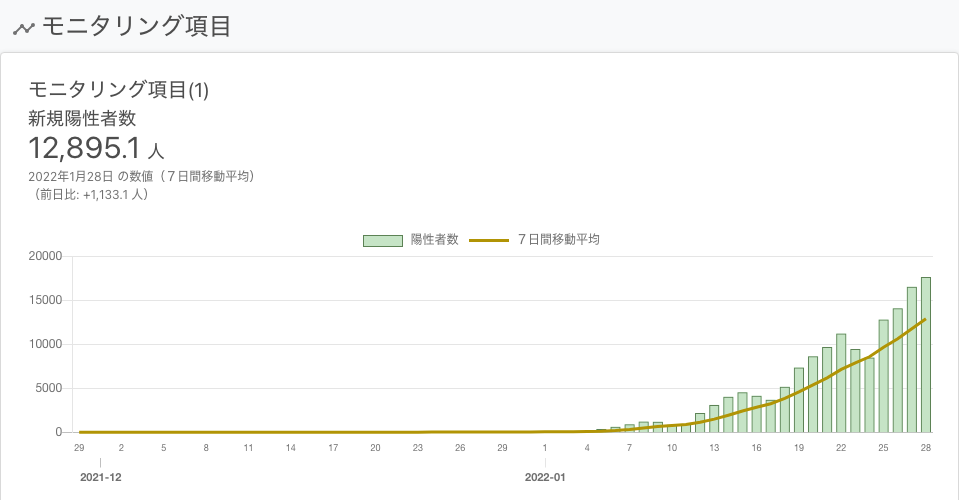 モニタリング項目
モニタリング項目(1)
新規陽性者数
12,895.1 人
2022年1月28日 の数値（７日間移動平均）
（前日比: +1,133.1 人）
陽性者数 ７日間移動平均
20000
15000
10000
5000
0
29 2 5 8 11 14 17 20 23 26 29 1 4 7 10 13 16 19 22 25 28
2021-12 2022-01